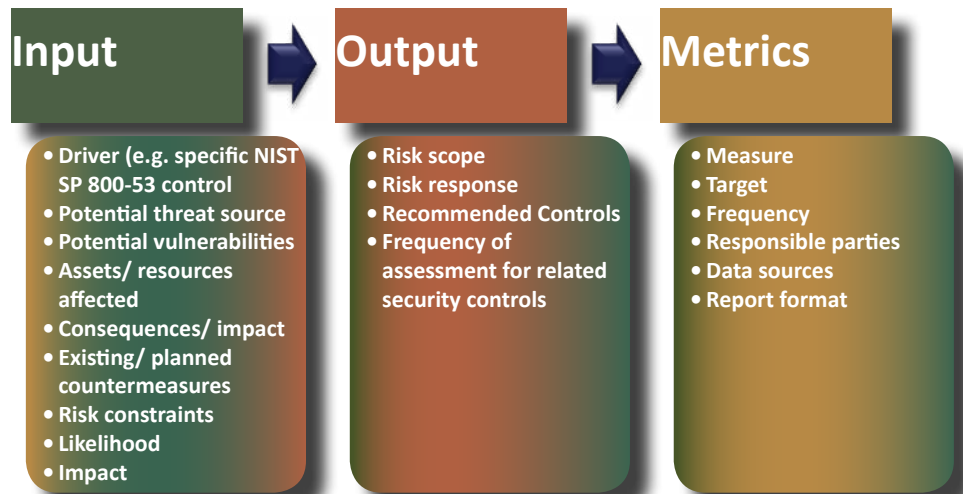 Input
• Driver (e.g. specific NIST
SP 800-53 control
• Potential threat source
• Potential vulnerabilities
• Assets/ resources
affected
• Consequences/ impact
• Existing/ planned
countermeasures
• Risk constraints
• Likelihood
• Impact
Output
• Risk scope
• Risk response
• Recommended Controls
• Frequency of
assessment for related
security controls
Metrics
• Measure
• Target
• Frequency
• Responsible parties
• Data sources
• Report format